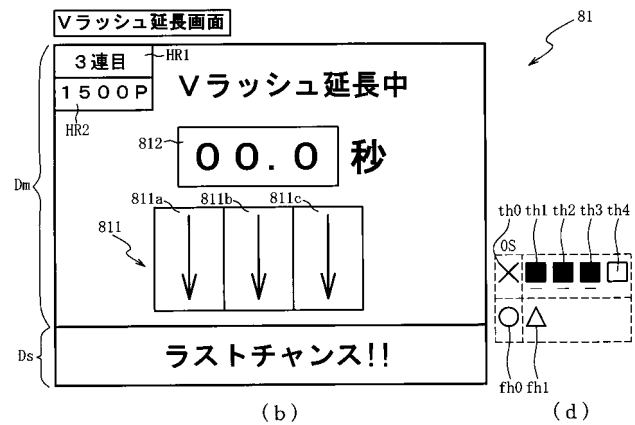 Vラッシュ延長画面
81
3連目
HR1
Vラッシュ延長中
1500P
HR2
812
00.0 秒
Dm
811a 811b 811c
811
th0 th1 th2 th3 th4
OS
Ds
ラストチャンス!!
fh0 fh1
(b) (d)